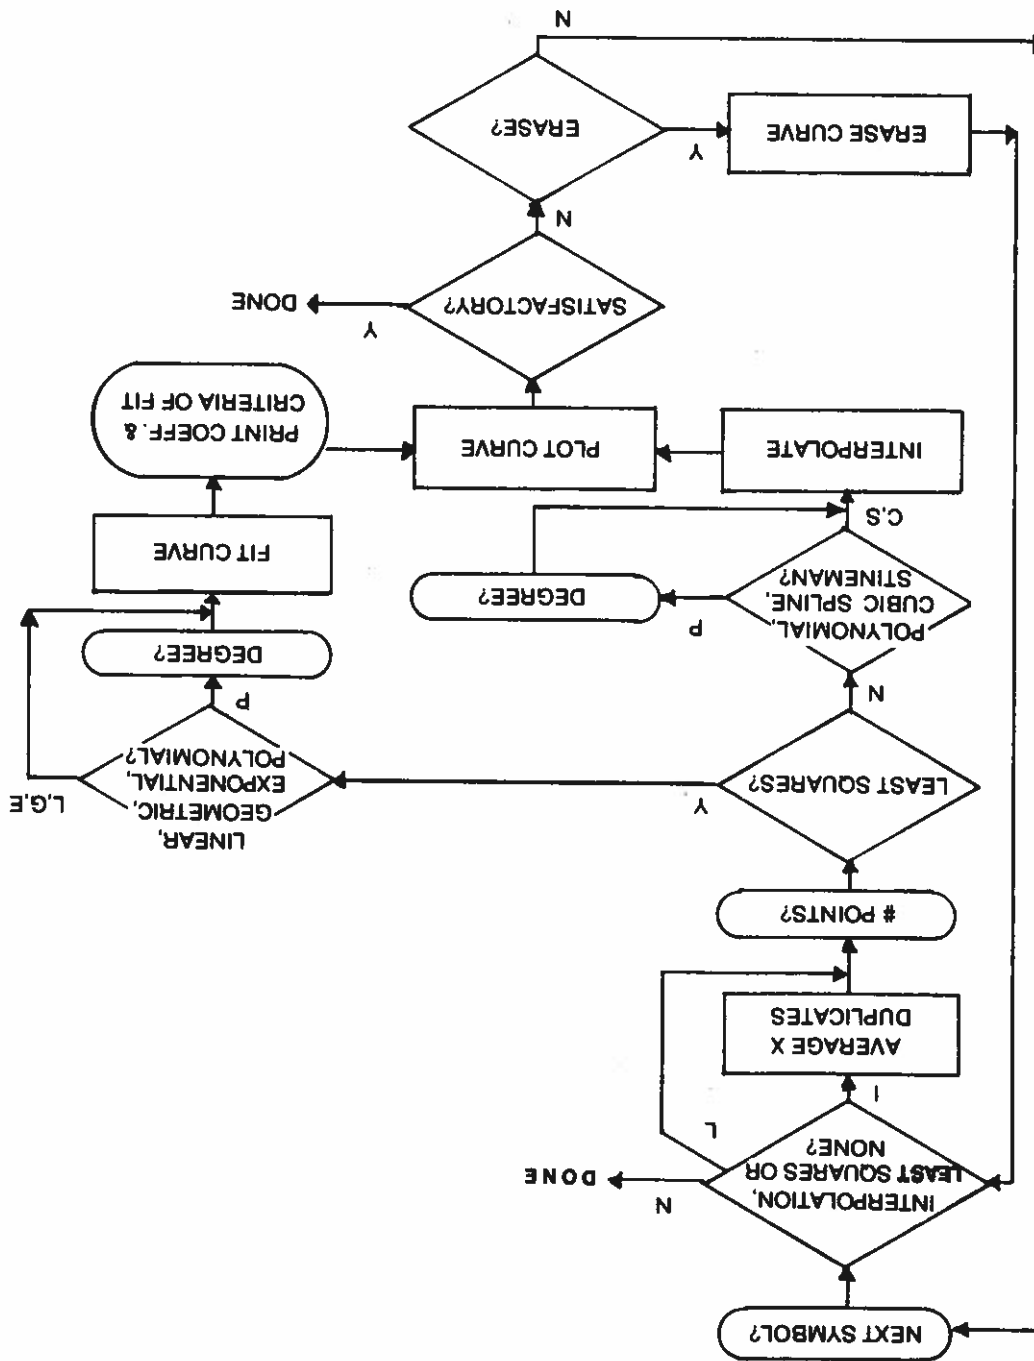 NEXT SYMBOL?
INTERPOLATION,
LEAST SQUARES OR
NONE?
N
DONE
L
I
AVERAGE X
DUPLICATES
# POINTS?
LEAST SQUARES?
Y
N
LINEAR,
GEOMETRIC,
EXPONENTIAL,
POLYNOMIAL?
L,G,E
P
DEGREE?
FIT CURVE
PRINT COEFF. &
CRITERIA OF FIT
POLYNOMIAL,
CUBIC SPLINE,
STINEMAN?
P
DEGREE?
C,S
INTERPOLATE
PLOT CURVE
SATISFACTORY?
Y
DONE
N
ERASE?
Y
ERASE CURVE
N